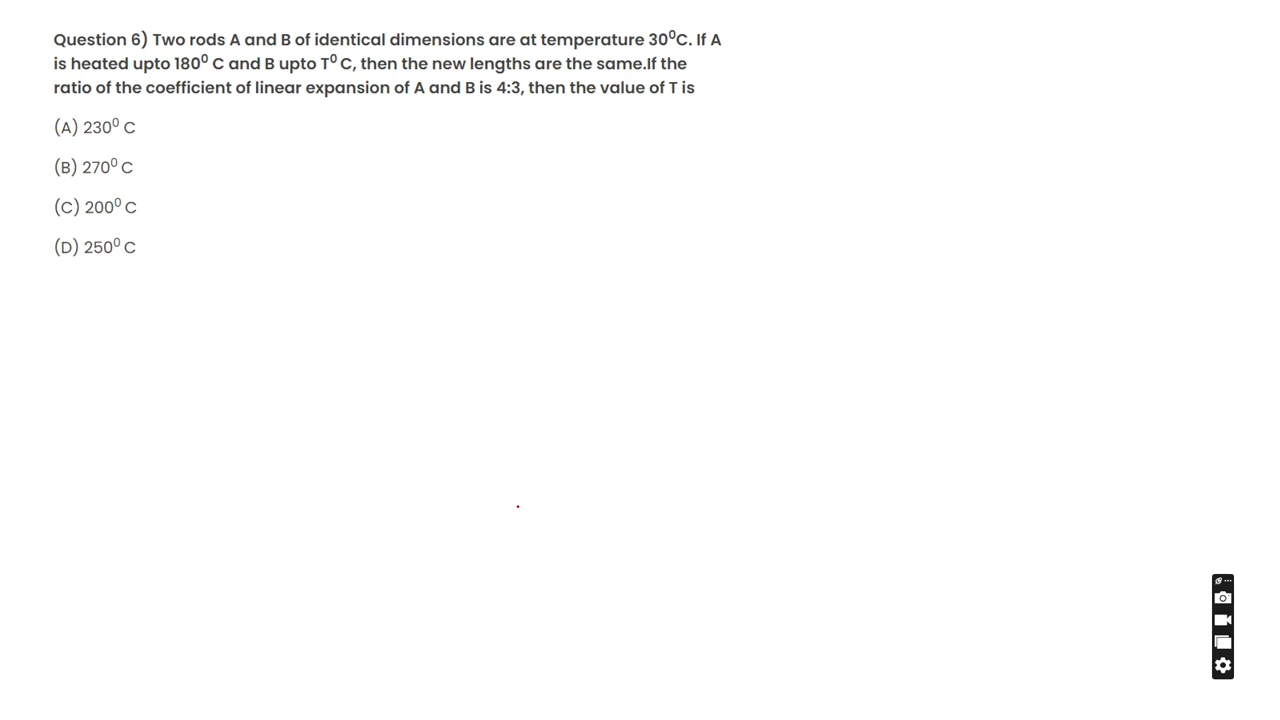 Question 6) Two rods A and B of identical dimensions are at temperature 30⁰C. If A
is heated upto 180⁰ C and B upto T⁰ C, then the new lengths are the same.If the
ratio of the coefficient of linear expansion of A and B is 4:3, then the value of T is
(A) 230⁰ C
(B) 270⁰ C
(C) 200⁰ C
(D) 250⁰ C